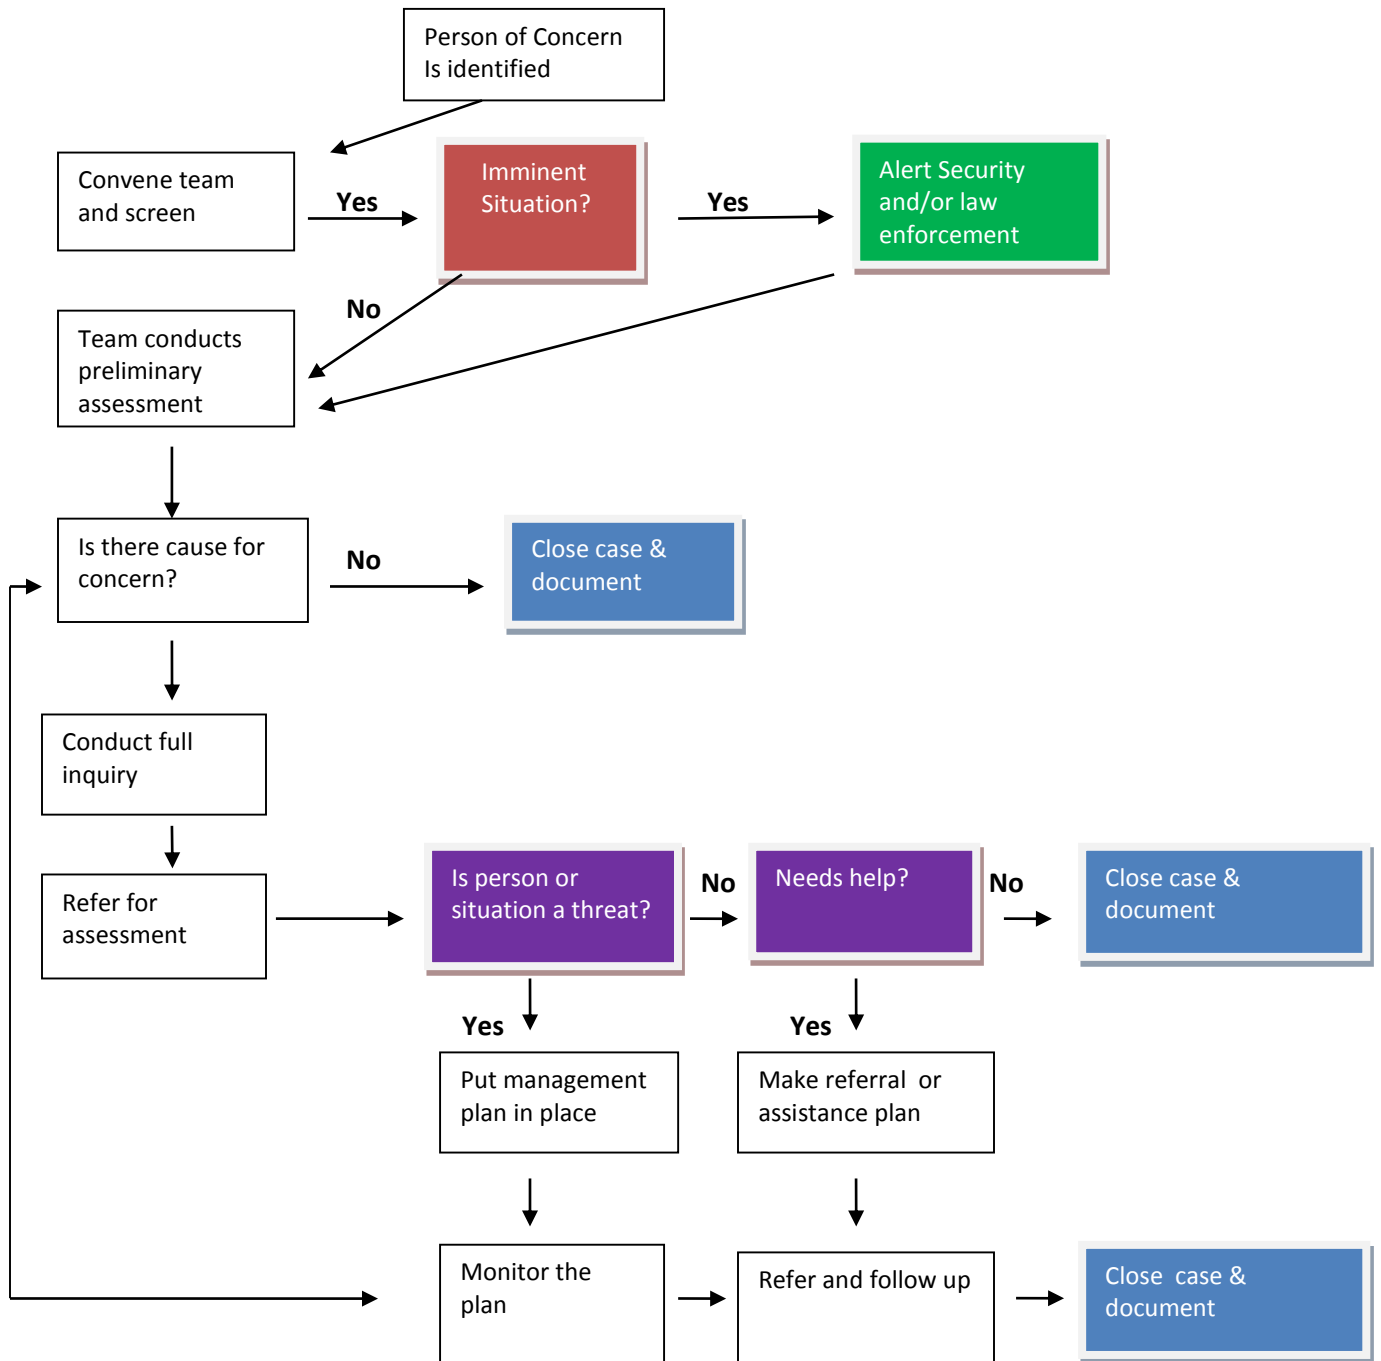 Person of Concern
Is identified
Convene team
and screen
Yes
Imminent
Situation?
Yes
Alert Security
and/or law
enforcement
No
Team conducts
preliminary
assessment
Is there cause for
concern?
No
Close case &
document
Conduct full
inquiry
Refer for
assessment
Is person or
situation a threat?
No
Needs help?
No
Close case &
document
Yes
Yes
Put management
plan in place
Make referral  or
assistance plan
Monitor the
plan
Refer and follow up
Close  case &
document